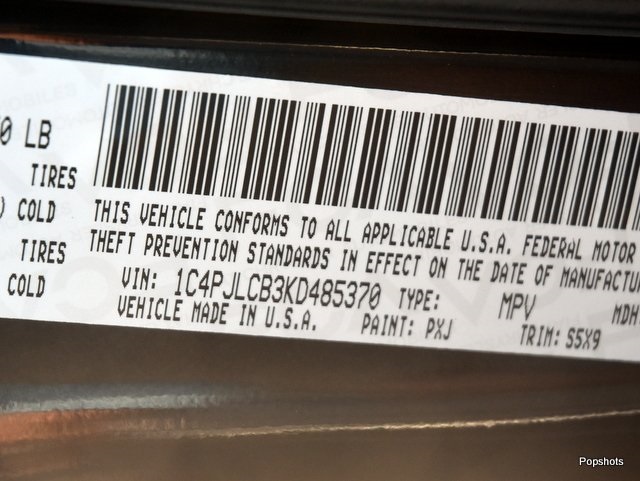 0 LB
TIRES
) COLD
TIRES
COLD
THIS VEHICLE CONFORMS TO ALL APPLICABLE U.S.A. FEDERAL MOTOR
THEFT PREVENTION STANDARDS IN EFFECT ON THE DATE OF MANUFACTU
VIN: 1C4PJLCB3KD485370 TYPE: MPV MDH
VEHICLE MADE IN U.S.A. PAINT: PXJ TRIM: S5X9
Popshots